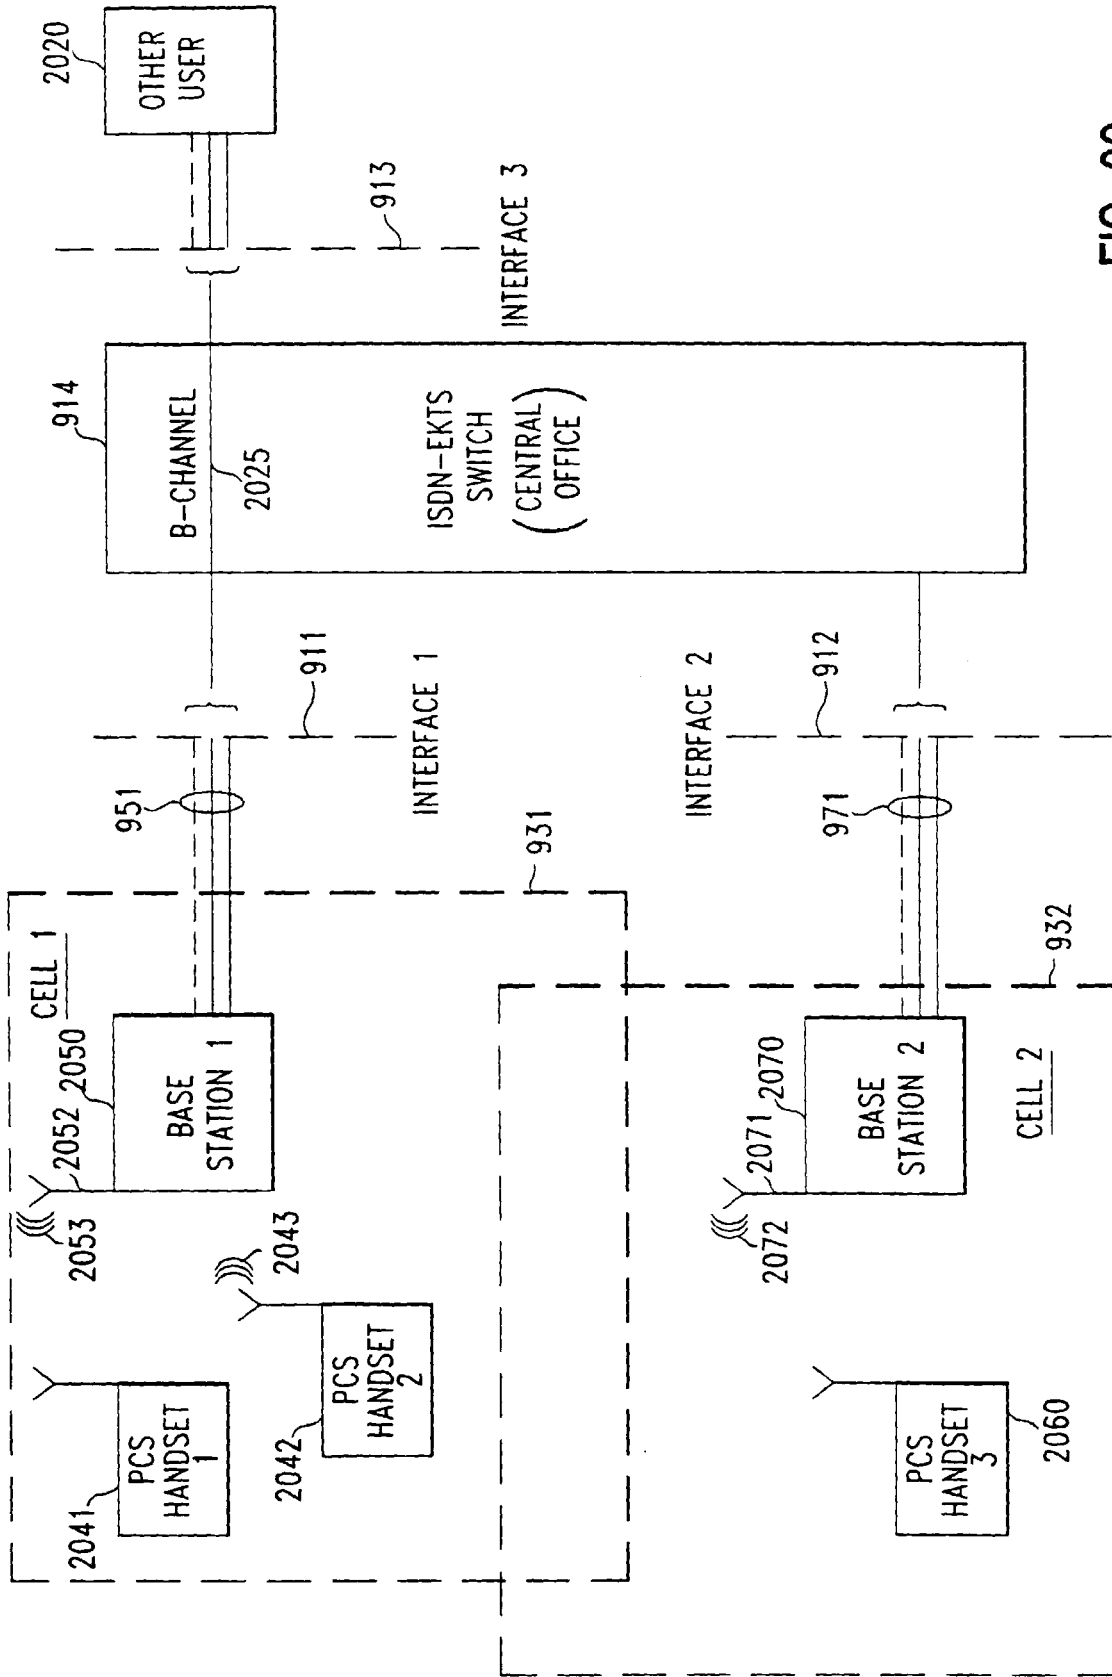 2020
OTHER
USER
913
INTERFACE 3
914
B-CHANNEL
2025
ISDN-EKTS
SWITCH
(CENTRAL
OFFICE)
911
INTERFACE 1
951
912
INTERFACE 2
971
931
CELL 1
2050
BASE
STATION 1
2052
2053
2043
PCS
HANDSET
1
2041
PCS
HANDSET
2
2042
932
CELL 2
2070
BASE
STATION 2
2071
2072
PCS
HANDSET
3
2060
FIG.